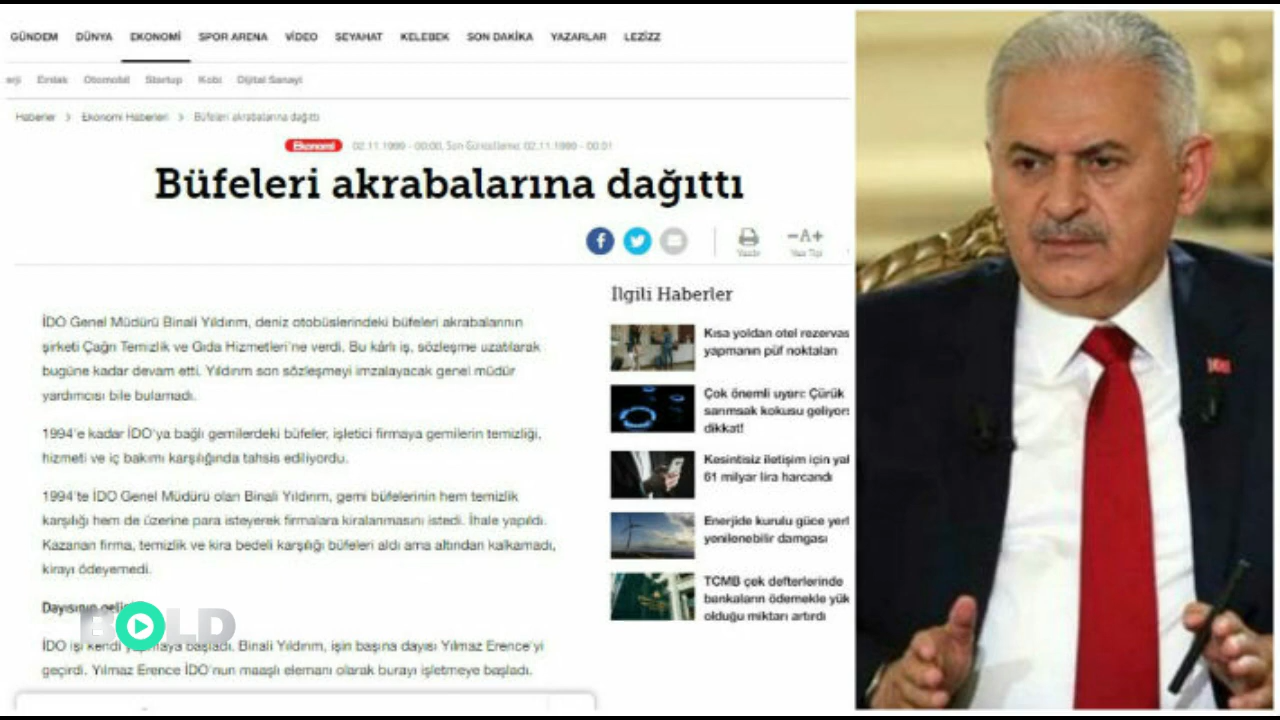 GÜNDEM DÜNYA EKONOMİ SPOR ARENA VİDEO SEYAHAT KELEBEK SON DAKİKA YAZARLAR LEZİZZ
Emlak Otomobil Startup Kobi Dijital Sanayi
Haberler > Ekonomi Haberleri > Büfeleri akrabalarına dağıttı
Ekonomi 02.11.1999 - 00:00, Son Güncelleme: 02.11.1999 - 00:01
Büfeleri akrabalarına dağıttı
Yazdır
-A+
Yazı Tipi
İDO Genel Müdürü Binali Yıldırım, deniz otobüslerindeki büfeleri akrabalarının
şirketi Çağrı Temizlik ve Gıda Hizmetleri'ne verdi. Bu kârlı iş, sözleşme uzatılarak
bugüne kadar devam etti. Yıldırım son sözleşmeyi imzalayacak genel müdür
yardımcısı bile bulamadı.
1994'e kadar İDO'ya bağlı gemilerdeki büfeler, işletici firmaya gemilerin temizliği,
hizmeti ve iç bakımı karşılığında tahsis ediliyordu.
1994'te İDO Genel Müdürü olan Binali Yıldırım, gemi büfelerinin hem temizlik
karşılığı hem de üzerine para isteyerek firmalara kiralanmasını istedi. İhale yapıldı.
Kazanan firma, temizlik ve kira bedeli karşılığı büfeleri aldı ama altından kalkamadı,
kirayı ödeyemedi.
Dayısının
BOLD
İDO işi kendi yapmaya başladı. Binali Yıldırım, işin başına dayısı Yılmaz Erence'yi
geçirdi. Yılmaz Erence İDO'nun maaşlı elemanı olarak burayı işletmeye başladı.
İlgili Haberler
Kısa yoldan otel rezervas
yapmanın püf noktaları
Çok önemli uyarı: Çürük
sarımsak kokusu geliyors
dikkat!
Kesintisiz iletişim için yal
61 milyar lira harcandı
Enerjide kurulu güce yerl
yenilenebilir damgası
TCMB çek defterlerinde
bankaların ödemekle yük
olduğu miktarı artırdı